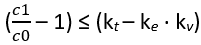 (c1/c0 − 1) ≤ (kₜ − kₑ · kᵥ)